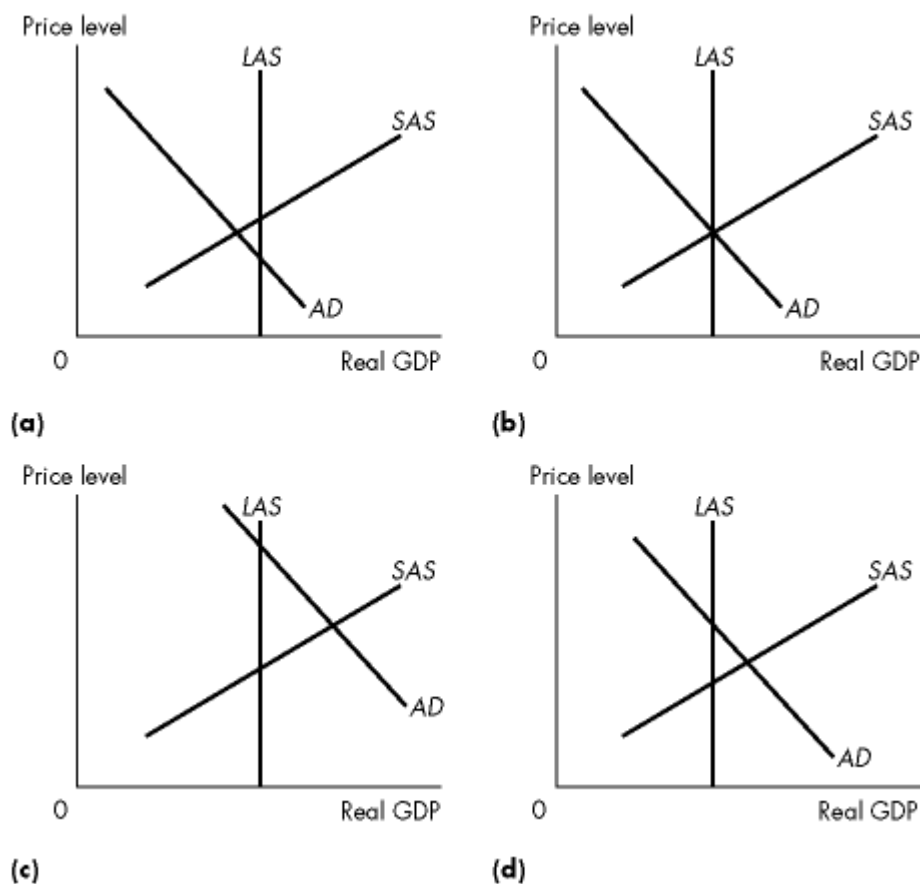 Price level
LAS
SAS
AD
0
Real GDP
(a)
Price level
LAS
SAS
AD
0
Real GDP
(b)
Price level
LAS
SAS
AD
0
Real GDP
(c)
Price level
LAS
SAS
AD
0
Real GDP
(d)